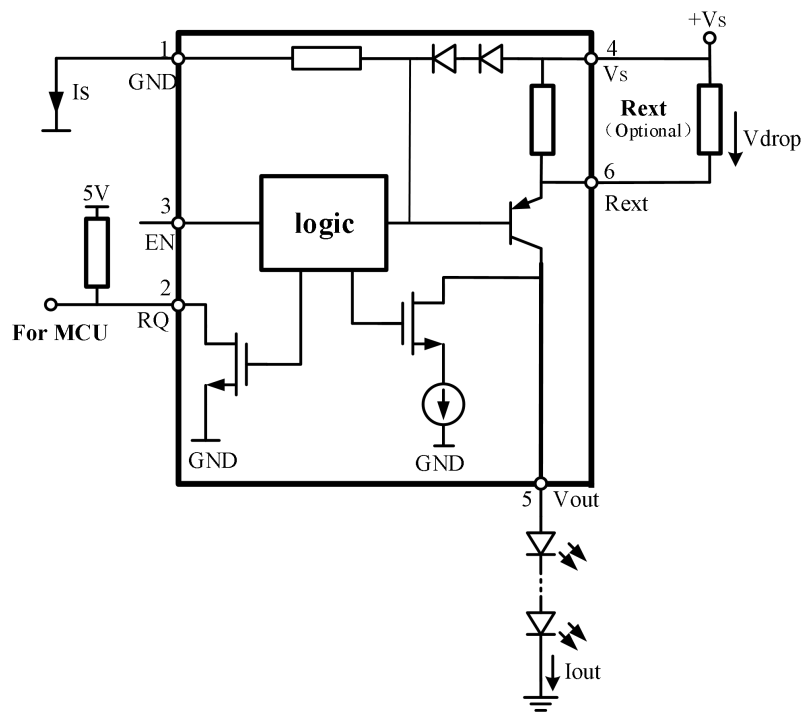 +Vs
1
4
GND
Vs
Is
Rext
（Optional）
Vdrop
6
Rext
5V
3
EN
logic
2
RQ
For MCU
GND
GND
5
Vout
Iout